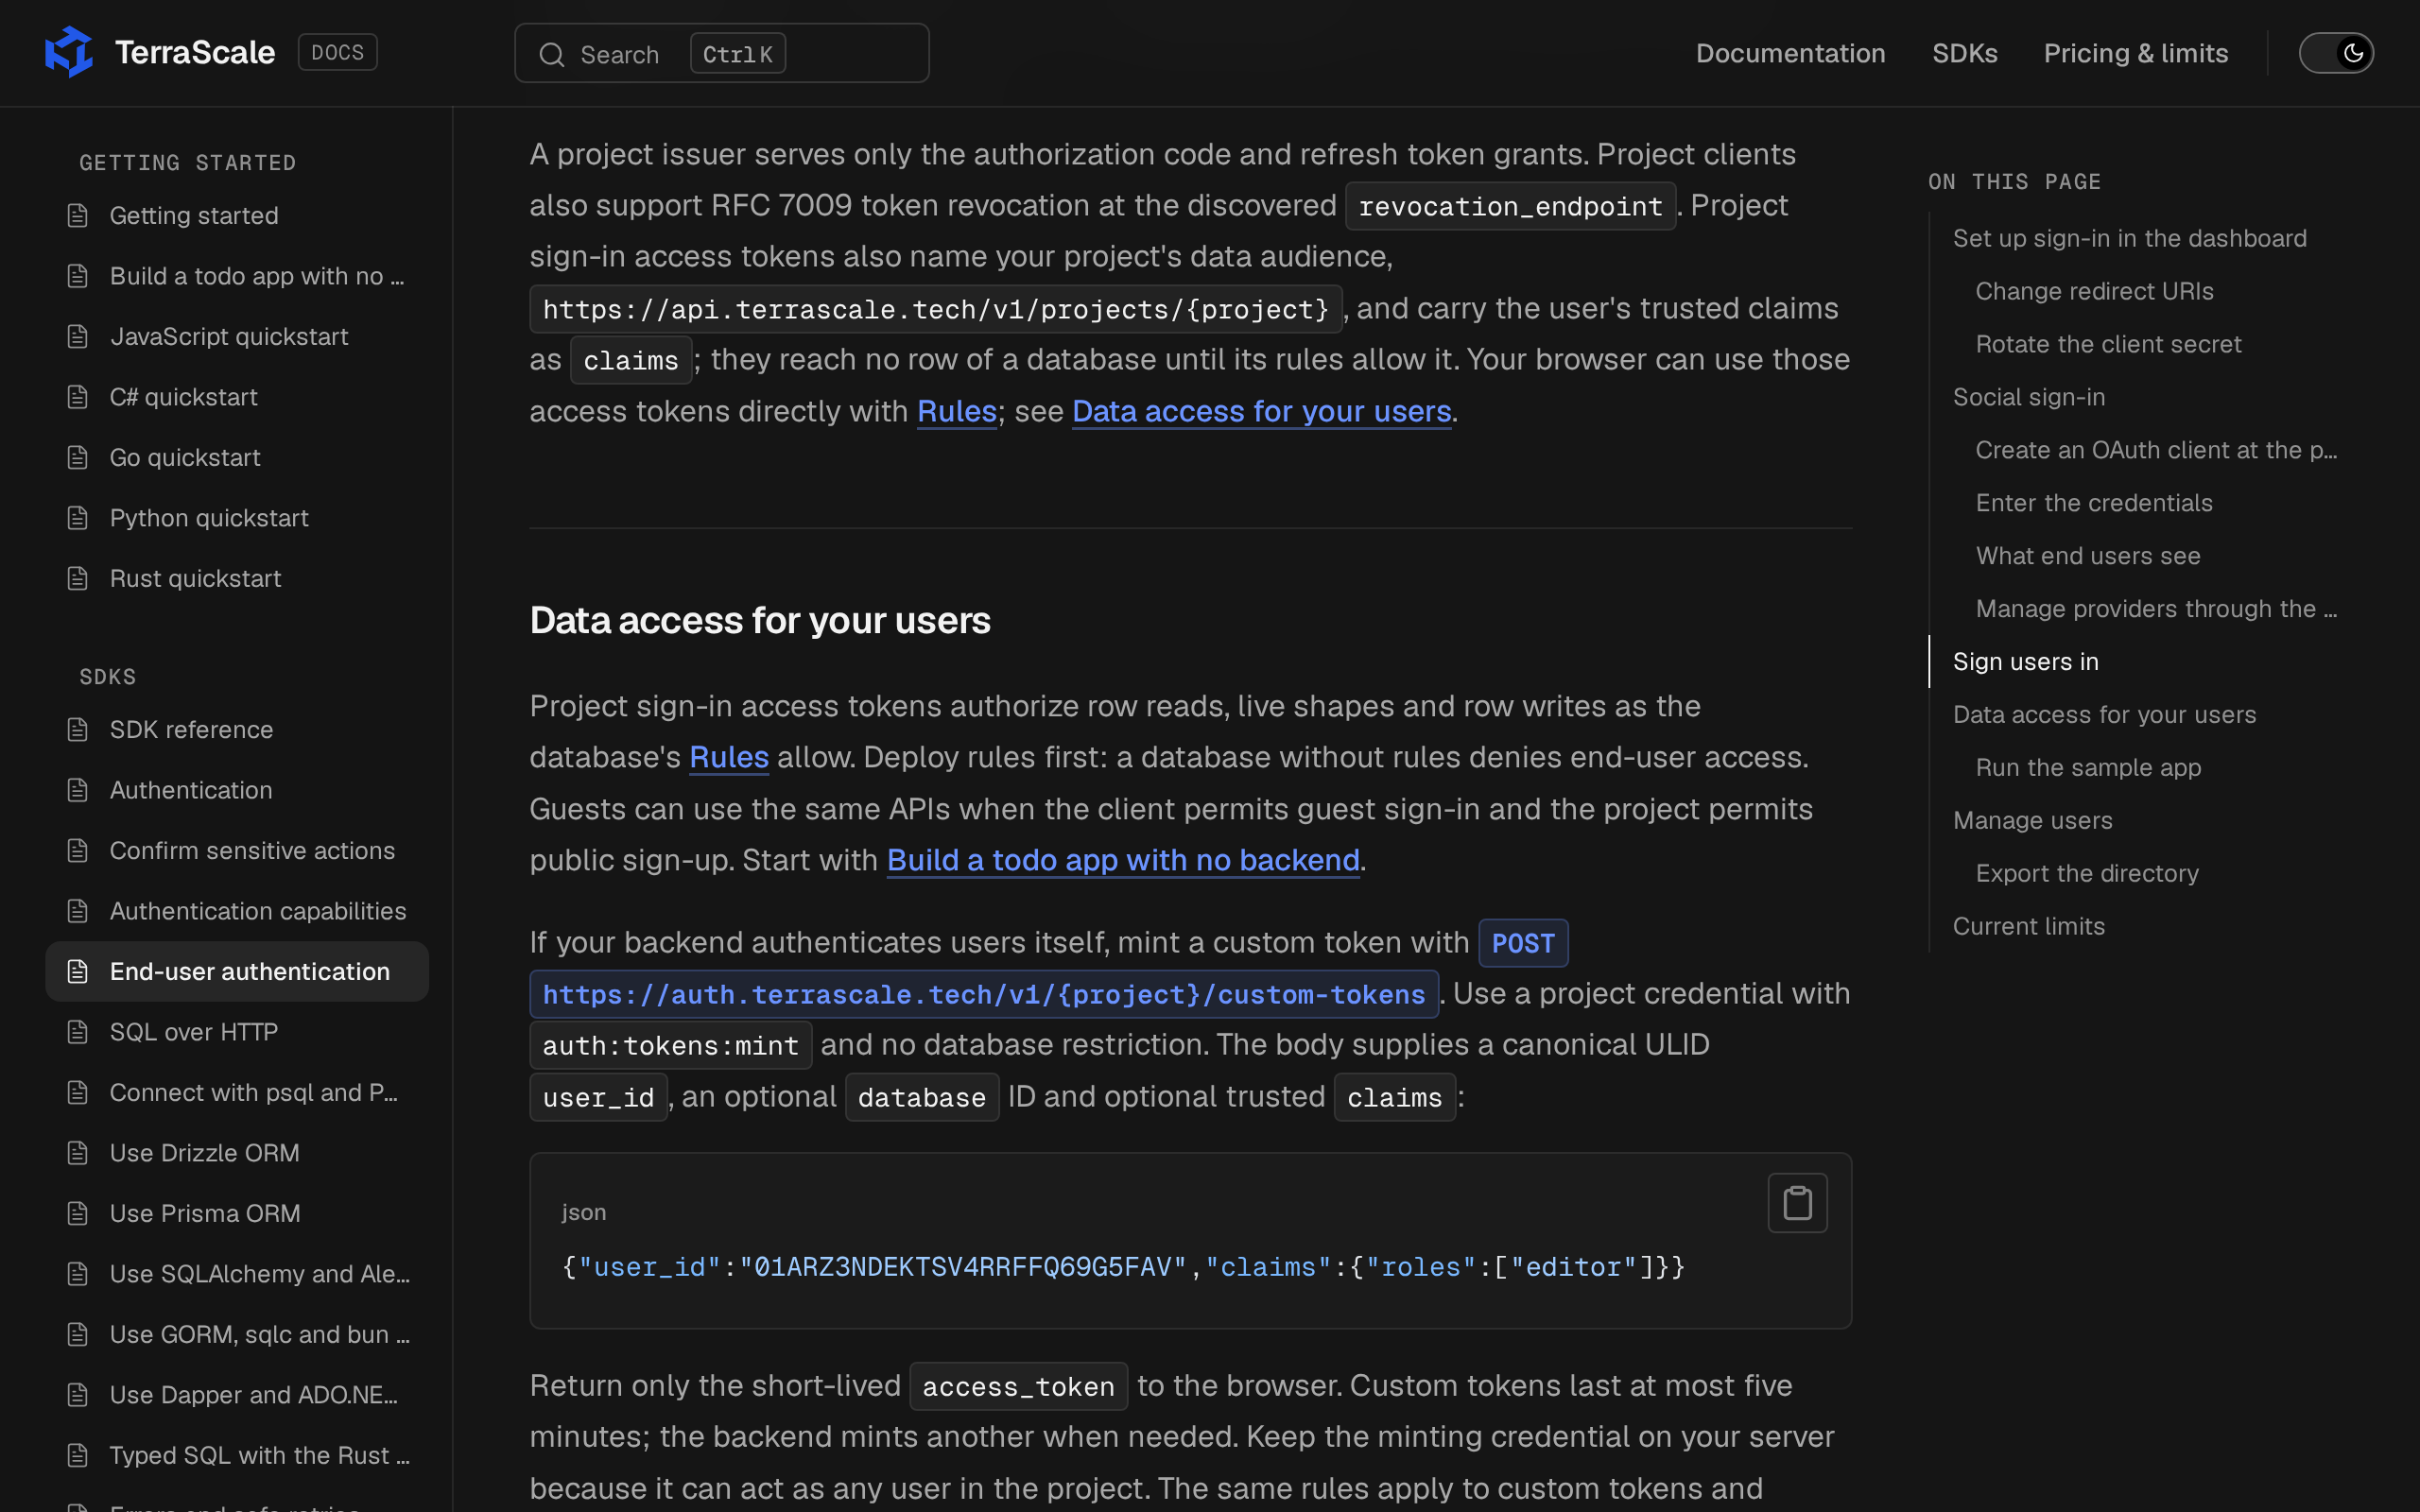 TerraScale DOCS
Search Ctrl K
Documentation SDKs Pricing & limits
GETTING STARTED
Getting started
Build a todo app with no ...
JavaScript quickstart
C# quickstart
Go quickstart
Python quickstart
Rust quickstart
SDKS
SDK reference
Authentication
Confirm sensitive actions
Authentication capabilities
End-user authentication
SQL over HTTP
Connect with psql and P...
Use Drizzle ORM
Use Prisma ORM
Use SQLAlchemy and Ale...
Use GORM, sqlc and bun ...
Use Dapper and ADO.NE...
Typed SQL with the Rust ...
A project issuer serves only the authorization code and refresh token grants. Project clients
also support RFC 7009 token revocation at the discovered revocation_endpoint. Project
sign-in access tokens also name your project's data audience,
https://api.terrascale.tech/v1/projects/{project}, and carry the user's trusted claims
as claims; they reach no row of a database until its rules allow it. Your browser can use those
access tokens directly with Rules; see Data access for your users.
Data access for your users
Project sign-in access tokens authorize row reads, live shapes and row writes as the
database's Rules allow. Deploy rules first: a database without rules denies end-user access.
Guests can use the same APIs when the client permits guest sign-in and the project permits
public sign-up. Start with Build a todo app with no backend.
If your backend authenticates users itself, mint a custom token with POST
https://auth.terrascale.tech/v1/{project}/custom-tokens. Use a project credential with
auth:tokens:mint and no database restriction. The body supplies a canonical ULID
user_id, an optional database ID and optional trusted claims:
json
{"user_id":"01ARZ3NDEKTSV4RRFFQ69G5FAV","claims":{"roles":["editor"]}}
Return only the short-lived access_token to the browser. Custom tokens last at most five
minutes; the backend mints another when needed. Keep the minting credential on your server
because it can act as any user in the project. The same rules apply to custom tokens and
ON THIS PAGE
Set up sign-in in the dashboard
Change redirect URIs
Rotate the client secret
Social sign-in
Create an OAuth client at the p...
Enter the credentials
What end users see
Manage providers through the ...
Sign users in
Data access for your users
Run the sample app
Manage users
Export the directory
Current limits